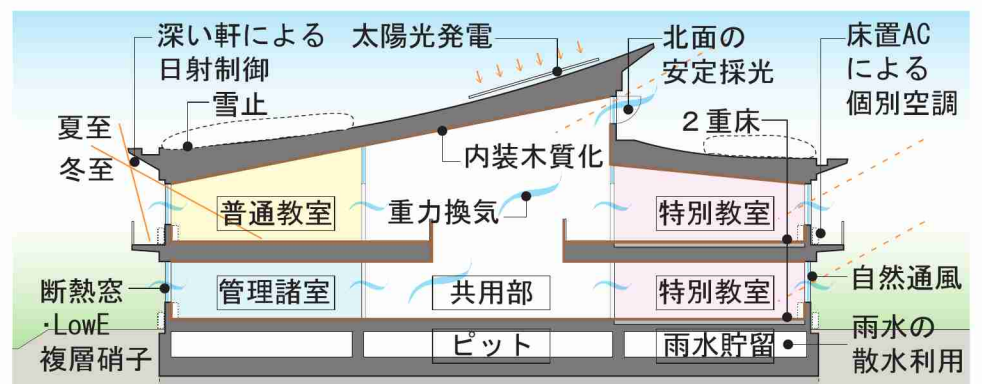 深い軒による
日射制御
太陽光発電
北面の
安定採光
床置AC
による
個別空調
雪止
2重床
夏至
冬至
内装木質化
普通教室
重力換気
特別教室
断熱窓
・LowE
複層硝子
管理諸室
共用部
特別教室
自然通風
ピット
雨水貯留
雨水の
散水利用